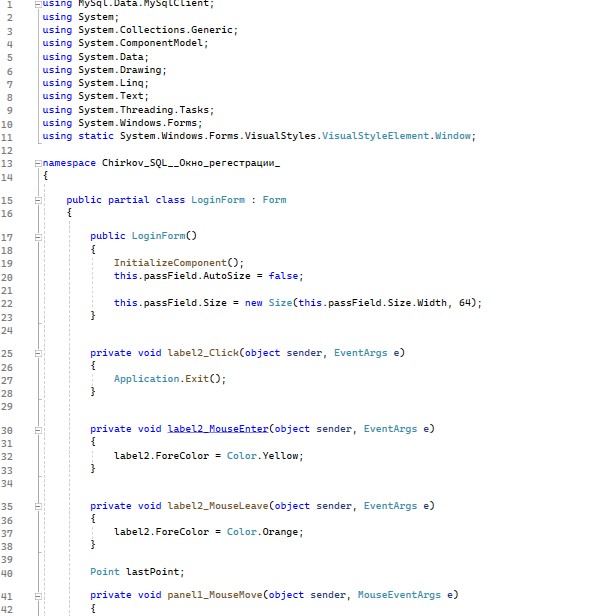 1 using MySql.Data.MySqlClient;
2 using System;
3 using System.Collections.Generic;
4 using System.ComponentModel;
5 using System.Data;
6 using System.Drawing;
7 using System.Linq;
8 using System.Text;
9 using System.Threading.Tasks;
10 using System.Windows.Forms;
11 using static System.Windows.Forms.VisualStyles.VisualStyleElement.Window;
12
13 namespace Chirkov_SQL__Окно_регестрации_
14 {
15 public partial class LoginForm : Form
16 {
17 public LoginForm()
18 {
19 InitializeComponent();
20 this.passField.AutoSize = false;
21
22 this.passField.Size = new Size(this.passField.Size.Width, 64);
23 }
24
25 private void label2_Click(object sender, EventArgs e)
26 {
27 Application.Exit();
28 }
29
30 private void label2_MouseEnter(object sender, EventArgs e)
31 {
32 label2.ForeColor = Color.Yellow;
33 }
34
35 private void label2_MouseLeave(object sender, EventArgs e)
36 {
37 label2.ForeColor = Color.Orange;
38 }
39
40 Point lastPoint;
41 private void panel1_MouseMove(object sender, MouseEventArgs e)
42 {